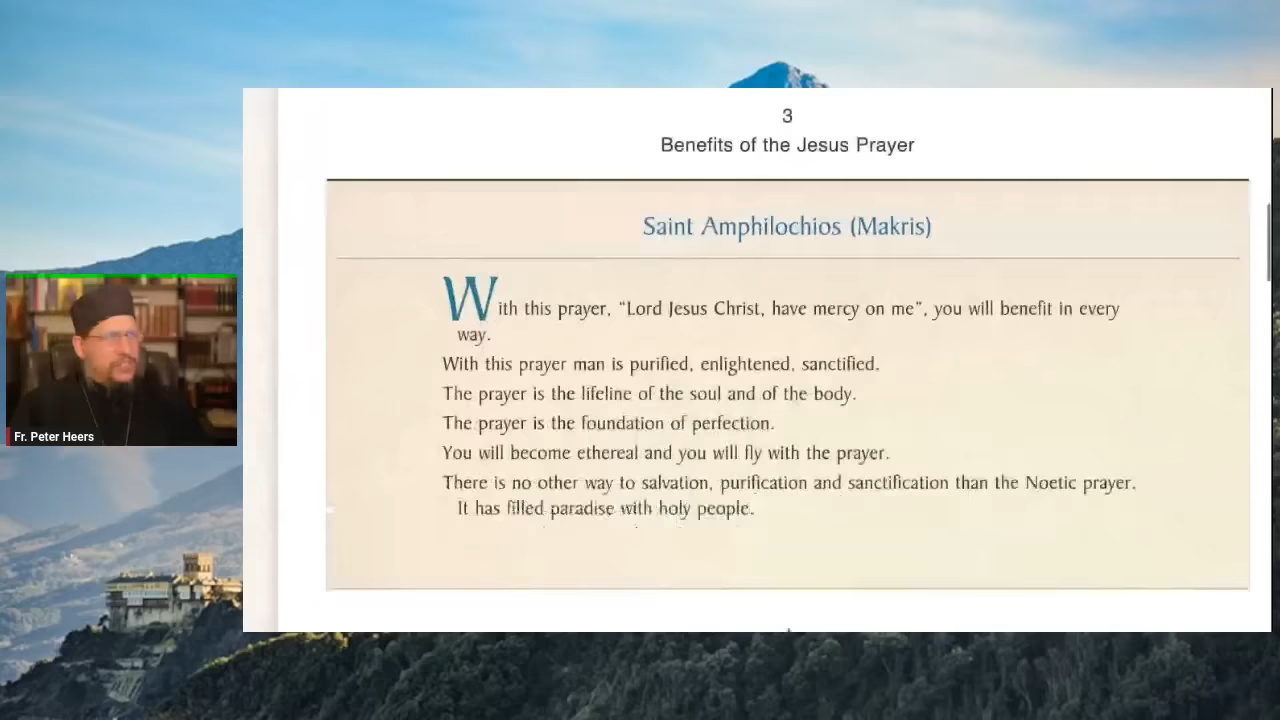 3
Benefits of the Jesus Prayer
Saint Amphilochios (Makris)
With this prayer, “Lord Jesus Christ, have mercy on me”, you will benefit in every
way.
With this prayer man is purified, enlightened, sanctified.
The prayer is the lifeline of the soul and of the body.
The prayer is the foundation of perfection.
You will become ethereal and you will fly with the prayer.
There is no other way to salvation, purification and sanctification than the Noetic prayer.
It has filled paradise with holy people.
Fr. Peter Heers